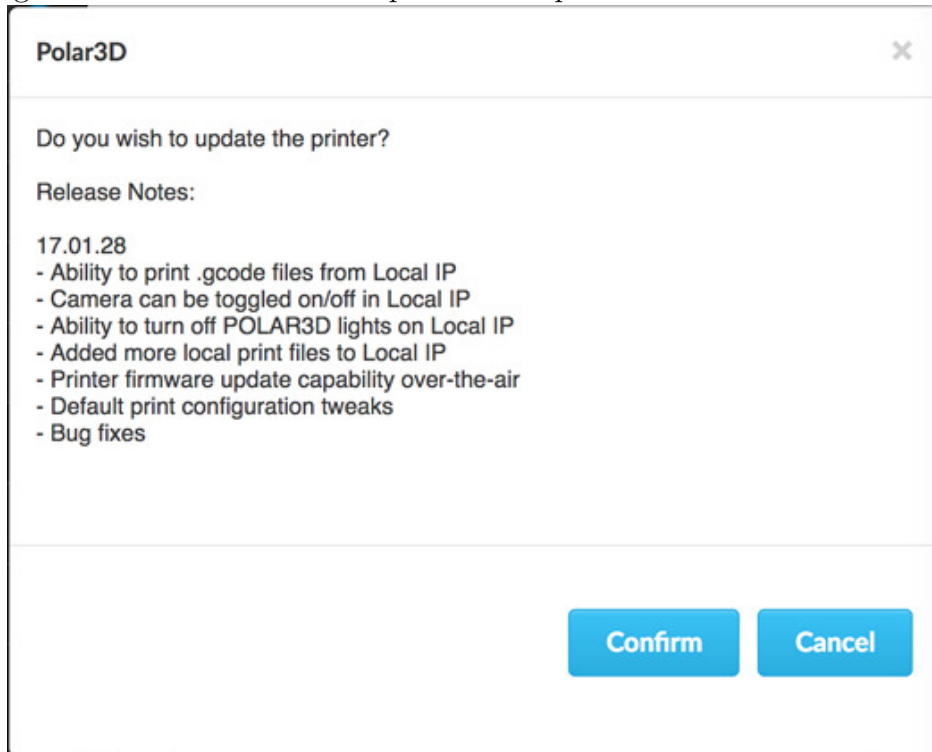 Polar3D
×
Do you wish to update the printer?
Release Notes:
17.01.28
- Ability to print .gcode files from Local IP
- Camera can be toggled on/off in Local IP
- Ability to turn off POLAR3D lights on Local IP
- Added more local print files to Local IP
- Printer firmware update capability over-the-air
- Default print configuration tweaks
- Bug fixes
Confirm Cancel